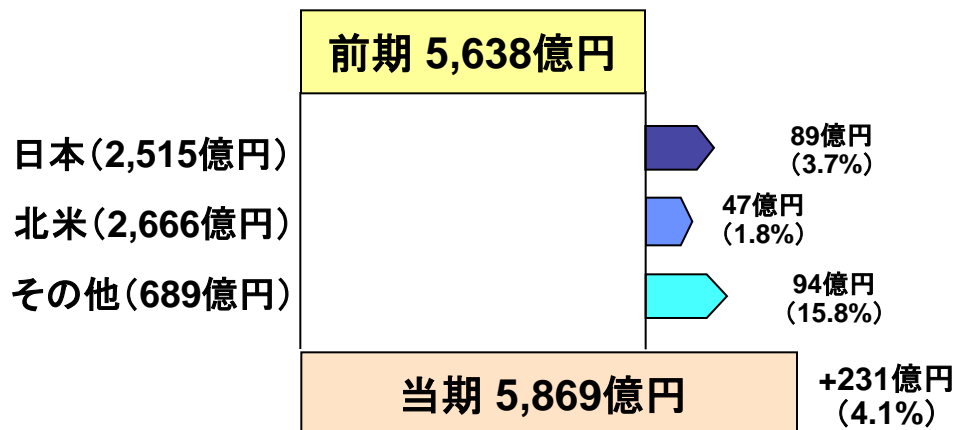 前期 5,638億円
日本（2,515億円）
89億円
（3.7%）
北米（2,666億円）
47億円
（1.8%）
その他（689億円）
94億円
（15.8%）
当期 5,869億円
+231億円
（4.1%）